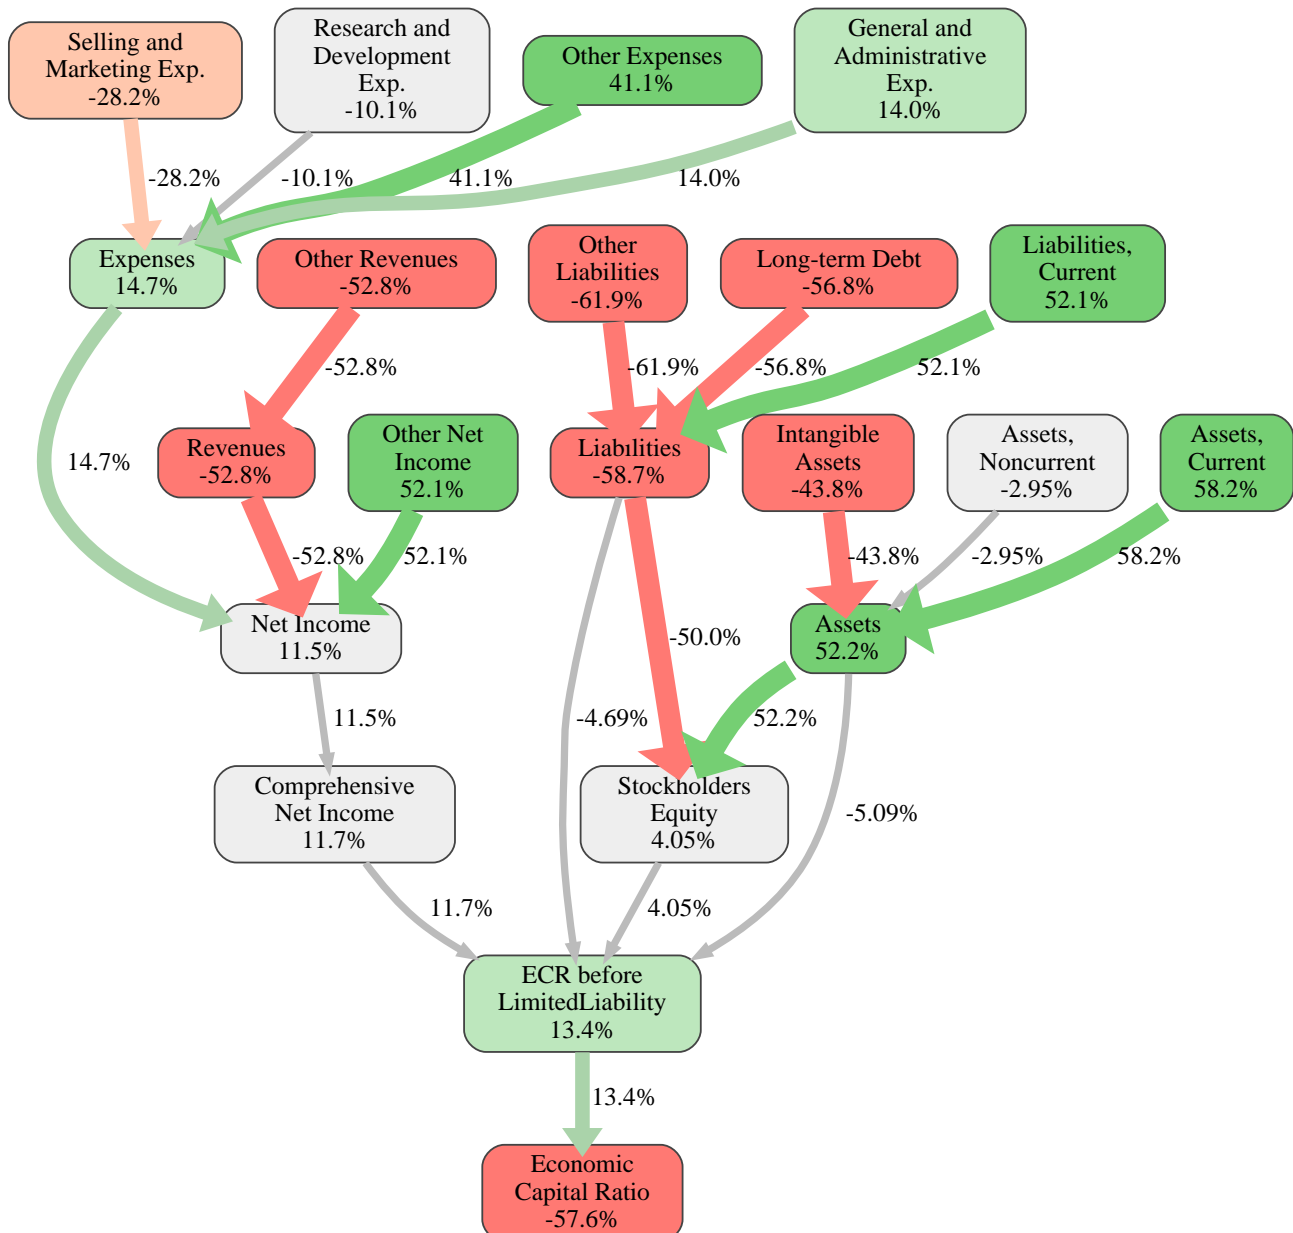 Selling and
Marketing Exp.
-28.2%
Research and
Development
Exp.
-10.1%
Other Expenses
41.1%
General and
Administrative
Exp.
14.0%
-28.2%
-10.1%
41.1%
14.0%
Expenses
14.7%
Other Revenues
-52.8%
Other
Liabilities
-61.9%
Long-term Debt
-56.8%
Liabilities,
Current
52.1%
-52.8%
-61.9%
-56.8%
52.1%
14.7%
Revenues
-52.8%
Other Net
Income
52.1%
Liabilities
-58.7%
Intangible
Assets
-43.8%
Assets,
Noncurrent
-2.95%
Assets,
Current
58.2%
-52.8%
52.1%
-43.8%
-2.95%
58.2%
Net Income
11.5%
-50.0%
Assets
52.2%
11.5%
-4.69%
52.2%
Comprehensive
Net Income
11.7%
Stockholders
Equity
4.05%
-5.09%
11.7%
4.05%
ECR before
LimitedLiability
13.4%
13.4%
Economic
Capital Ratio
-57.6%